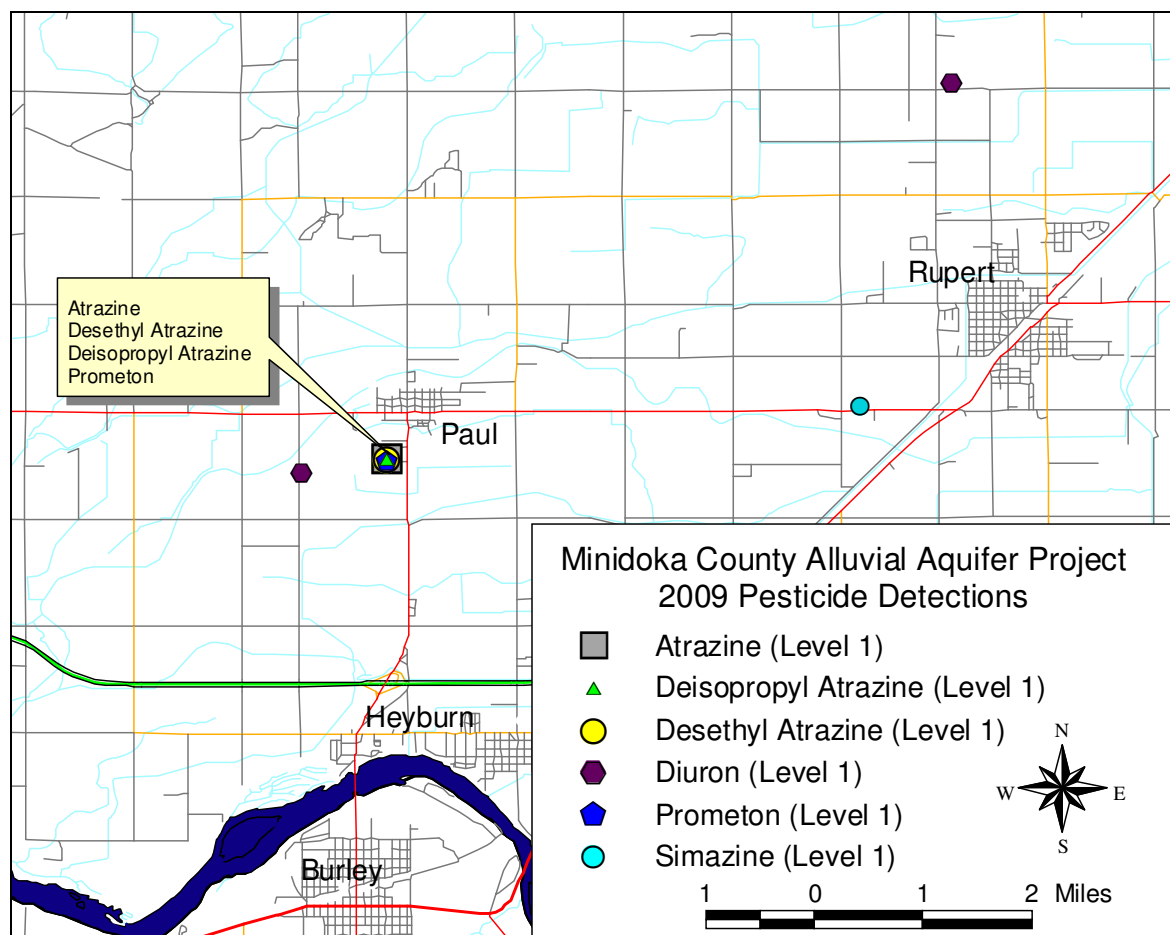 Rupert
Atrazine
Desethyl Atrazine
Deisopropyl Atrazine
Prometon
Paul
Heyburn
Burley
Minidoka County Alluvial Aquifer Project
2009 Pesticide Detections
Atrazine (Level 1)
Deisopropyl Atrazine (Level 1)
Desethyl Atrazine (Level 1)
Diuron (Level 1)
Prometon (Level 1)
Simazine (Level 1)
N
W E
S
1 0 1 2 Miles